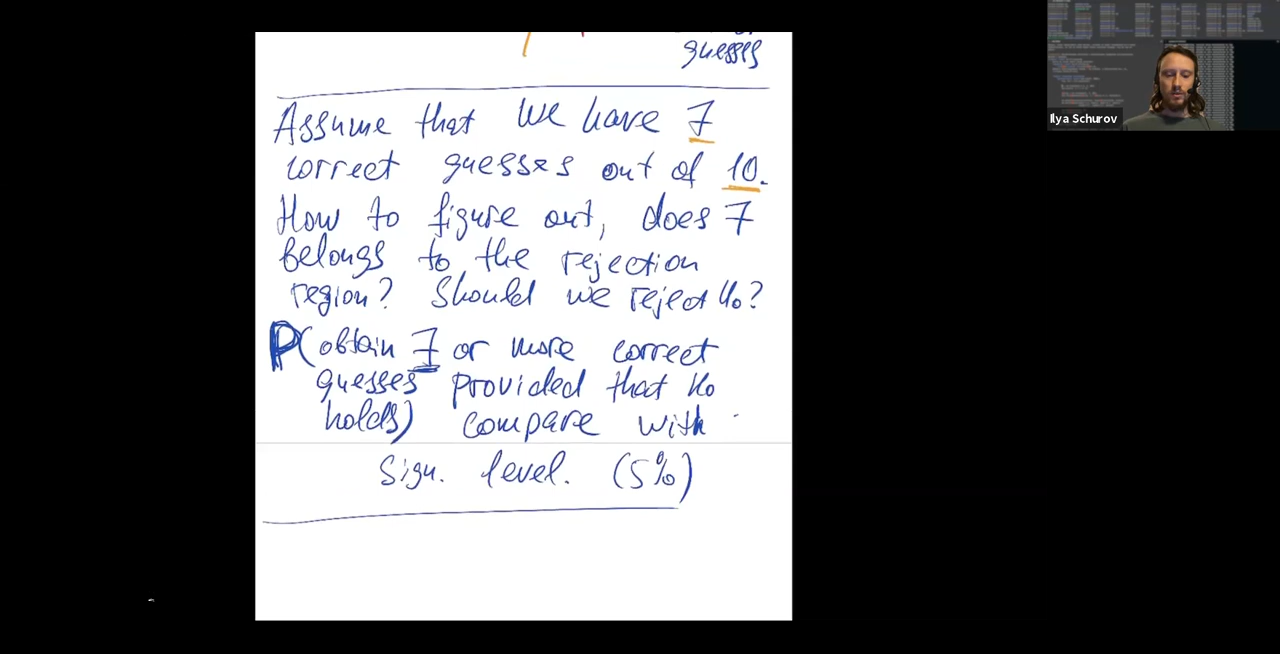 guesses
Assume that we have 7
correct guesses out of 10.
How to figure out, does 7
belongs to the rejection
region? Should we reject H₀?
P(obtain 7 or more correct
guesses provided that H₀
holds) compare with
sign. level. (5%)
Ilya Schurov